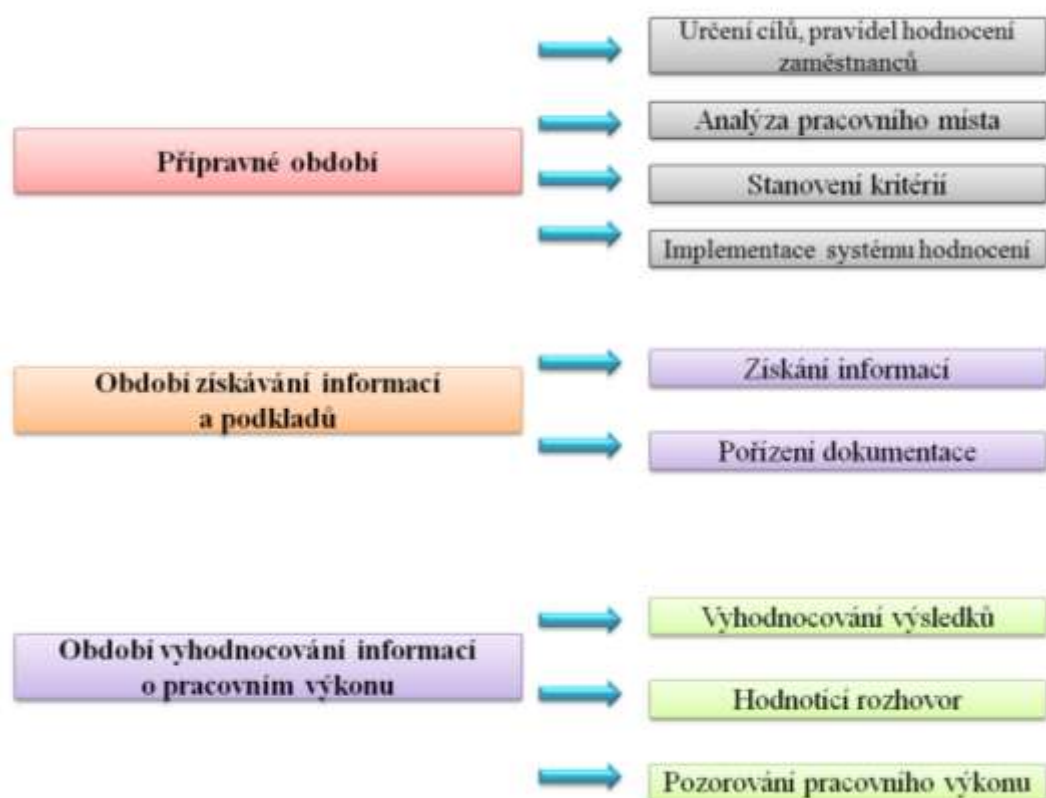 Určení cílů, pravidel hodnocení
zaměstnanců
Analýza pracovního místa
Přípravné období
Stanovení kritérií
Implementace systému hodnocení
Období získávání informací
a podkladů
Získání informací
Pořízení dokumentace
Vyhodnocování výsledků
Období vyhodnocování informací
o pracovním výkonu
Hodnotící rozhovor
Pozorování pracovního výkonu